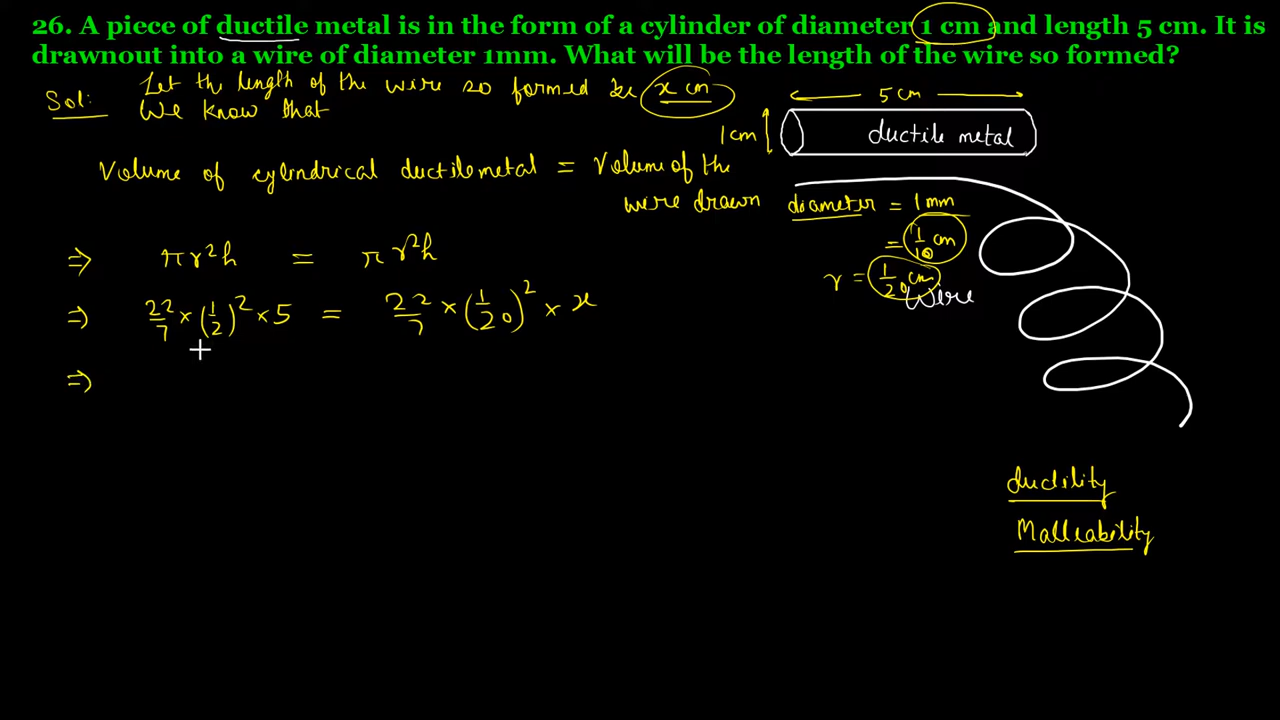 26. A piece of ductile metal is in the form of a cylinder of diameter 1 cm and length 5 cm. It is
drawnout into a wire of diameter 1mm. What will be the length of the wire so formed?
Sol: Let the length of the wire so formed be x cm
We know that
Volume of cylindrical ductile metal = Volume of the
wire drawn
⇒ πr²h = πr²h
⇒ 22/7 × (1/2)² × 5 = 22/7 × (1/20)² × x
⇒
5 cm
1 cm
ductile metal
diameter = 1 mm
= 1/10 cm
r = 1/20 cm
Wire
ductility
Malleability